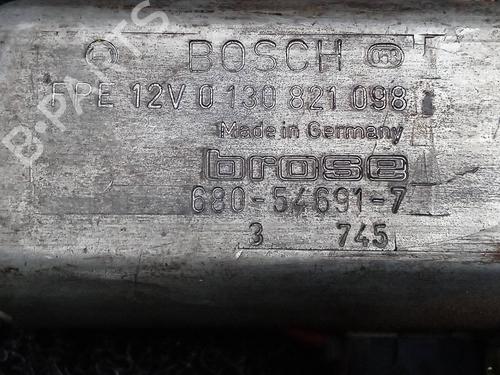 BOSCH
FPE 12V 0 130 821 098
Made in Germany
brose
680-54691-7
3 745
B-PARTS